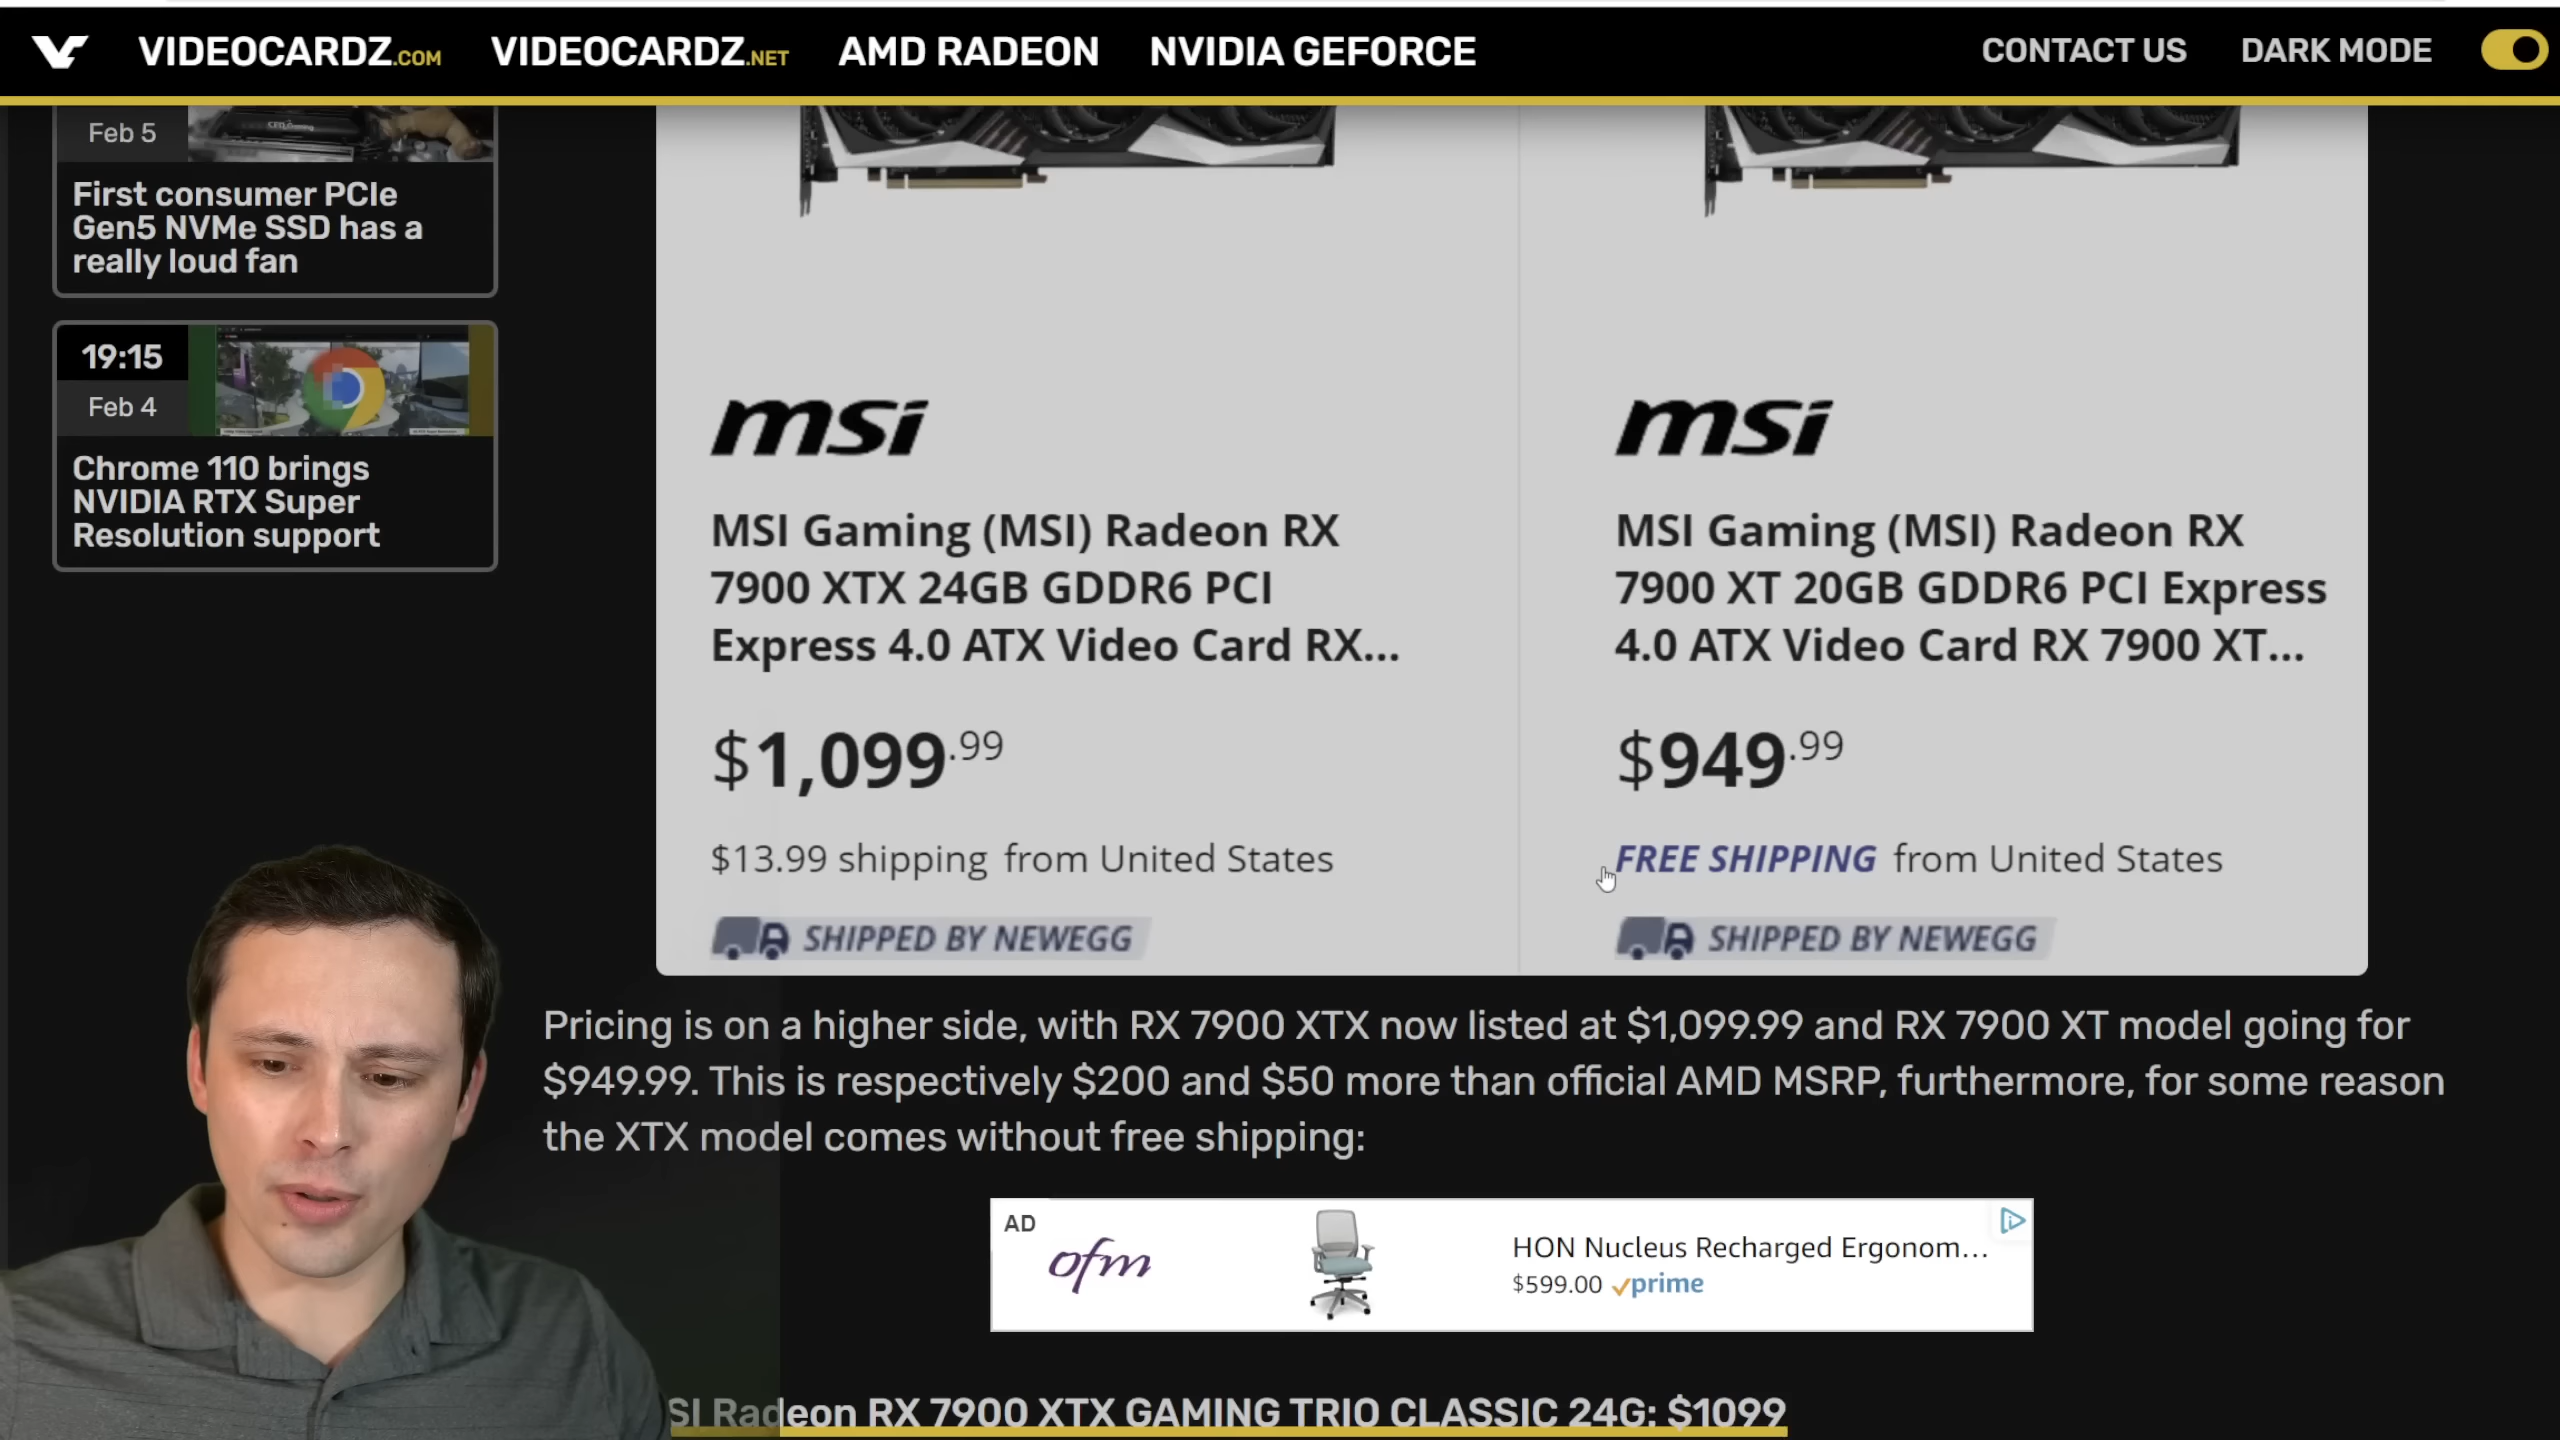 VIDEOCARDZ.COM VIDEOCARDZ.NET AMD RADEON NVIDIA GEFORCE CONTACT US DARK MODE
Feb 5
First consumer PCIe
Gen5 NVMe SSD has a
really loud fan
19:15
Feb 4
Chrome 110 brings
NVIDIA RTX Super
Resolution support
msi
MSI Gaming (MSI) Radeon RX
7900 XTX 24GB GDDR6 PCI
Express 4.0 ATX Video Card RX...
$1,099.99
$13.99 shipping from United States
SHIPPED BY NEWEGG
msi
MSI Gaming (MSI) Radeon RX
7900 XT 20GB GDDR6 PCI Express
4.0 ATX Video Card RX 7900 XT...
$949.99
FREE SHIPPING from United States
SHIPPED BY NEWEGG
Pricing is on a higher side, with RX 7900 XTX now listed at $1,099.99 and RX 7900 XT model going for
$949.99. This is respectively $200 and $50 more than official AMD MSRP, furthermore, for some reason
the XTX model comes without free shipping:
AD
ofm
HON Nucleus Recharged Ergonom...
$599.00 prime
SI Radeon RX 7900 XTX GAMING TRIO CLASSIC 24G: $1099